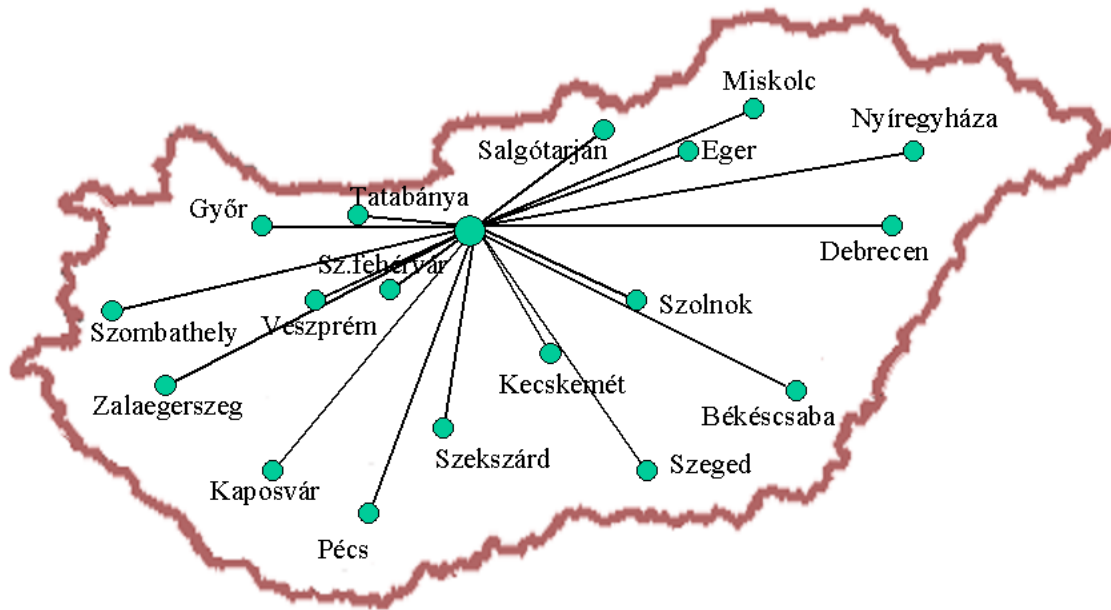 Miskolc
Nyíregyháza
Salgótarján
Eger
Tatabánya
Győr
Debrecen
Sz.fehérvár
Szolnok
Veszprém
Szombathely
Kecskemét
Zalaegerszeg
Békéscsaba
Szekszárd
Szeged
Kaposvár
Pécs